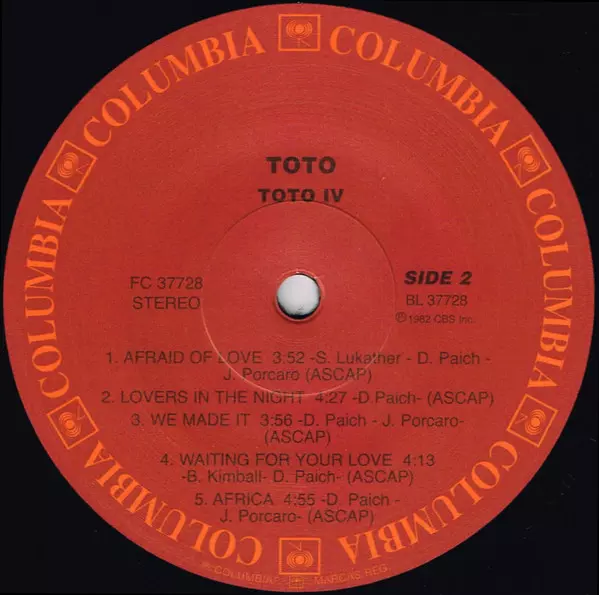 COLUMBIA COLUMBIA COLUMBIA COLUMBIA COLUMBIA COLUMBIA
TOTO
TOTO IV
FC 37728
STEREO
SIDE 2
BL 37728
℗1982 CBS Inc.
1. AFRAID OF LOVE 3:52 -S. Lukather - D. Paich -
J. Porcaro (ASCAP)
2. LOVERS IN THE NIGHT 4:27 -D.Paich- (ASCAP)
3. WE MADE IT 3:56 -D. Paich - J. Porcaro-
(ASCAP)
4. WAITING FOR YOUR LOVE 4:13
-B. Kimball- D. Paich- (ASCAP)
5. AFRICA 4:55 -D. Paich -
J. Porcaro- (ASCAP)
"COLUMBIA" MARCAS REG.